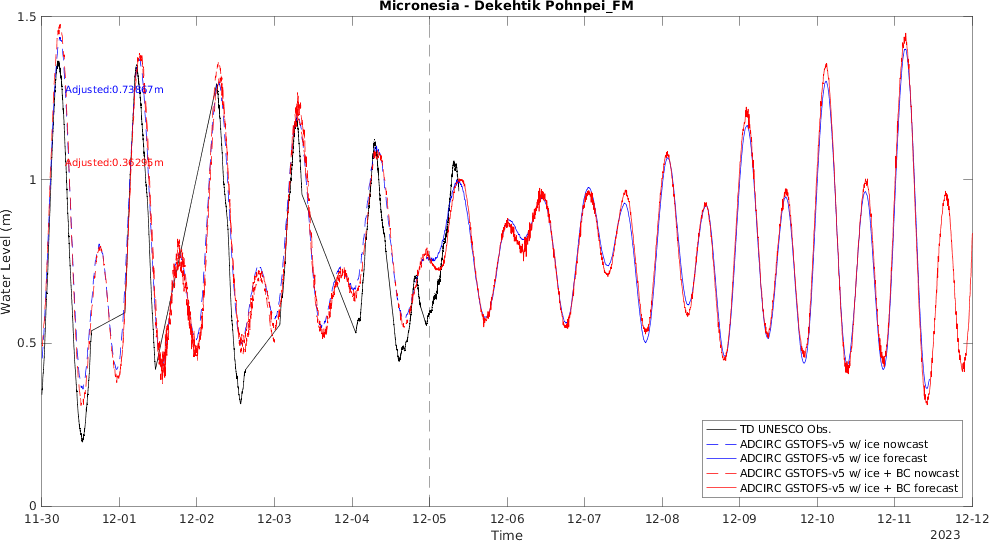 Micronesia - Dekehtik Pohnpei_FM
1.5
Adjusted:0.73867m
Adjusted:0.36295m
1
Water Level (m)
0.5
TD UNESCO Obs.
ADCIRC GSTOFS-v5 w/ ice nowcast
ADCIRC GSTOFS-v5 w/ ice forecast
ADCIRC GSTOFS-v5 w/ ice + BC nowcast
ADCIRC GSTOFS-v5 w/ ice + BC forecast
0
11-30 12-01 12-02 12-03 12-04 12-05 12-06 12-07 12-08 12-09 12-10 12-11 12-12
Time
2023